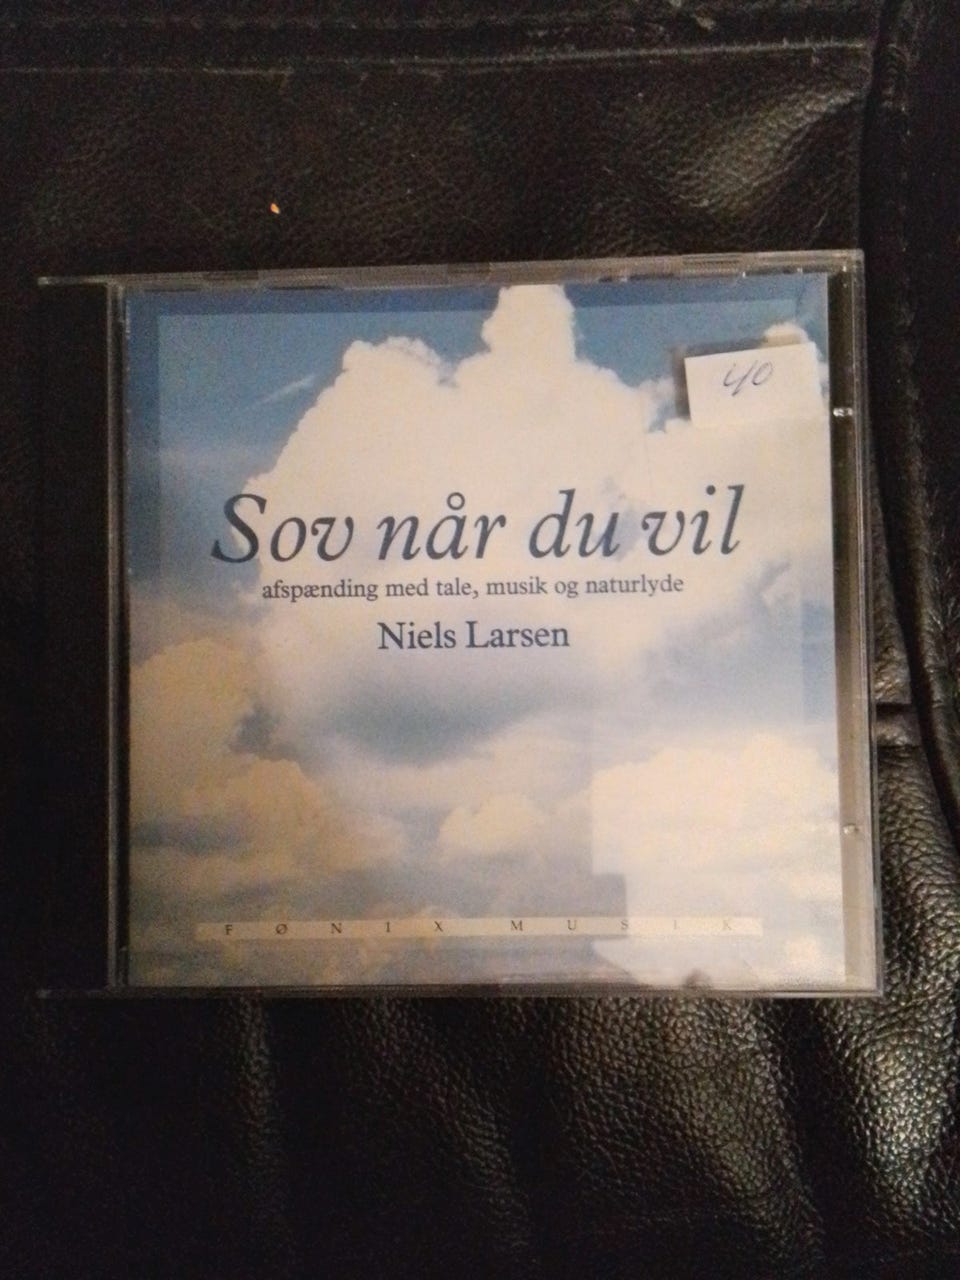 40
Sov når du vil
afspænding med tale, musik og naturlyde
Niels Larsen
FØNIX MUSIK